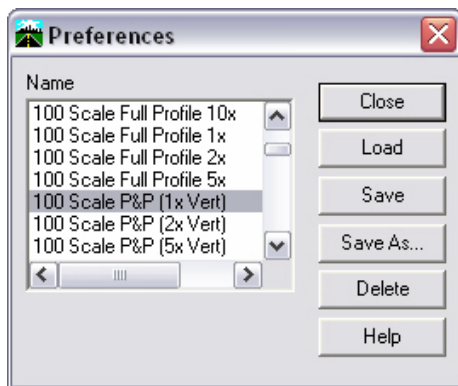 Preferences
Name
100 Scale Full Profile 10x
100 Scale Full Profile 1x
100 Scale Full Profile 2x
100 Scale Full Profile 5x
100 Scale P&P (1x Vert)
100 Scale P&P (2x Vert)
100 Scale P&P (5x Vert)
Close
Load
Save
Save As...
Delete
Help